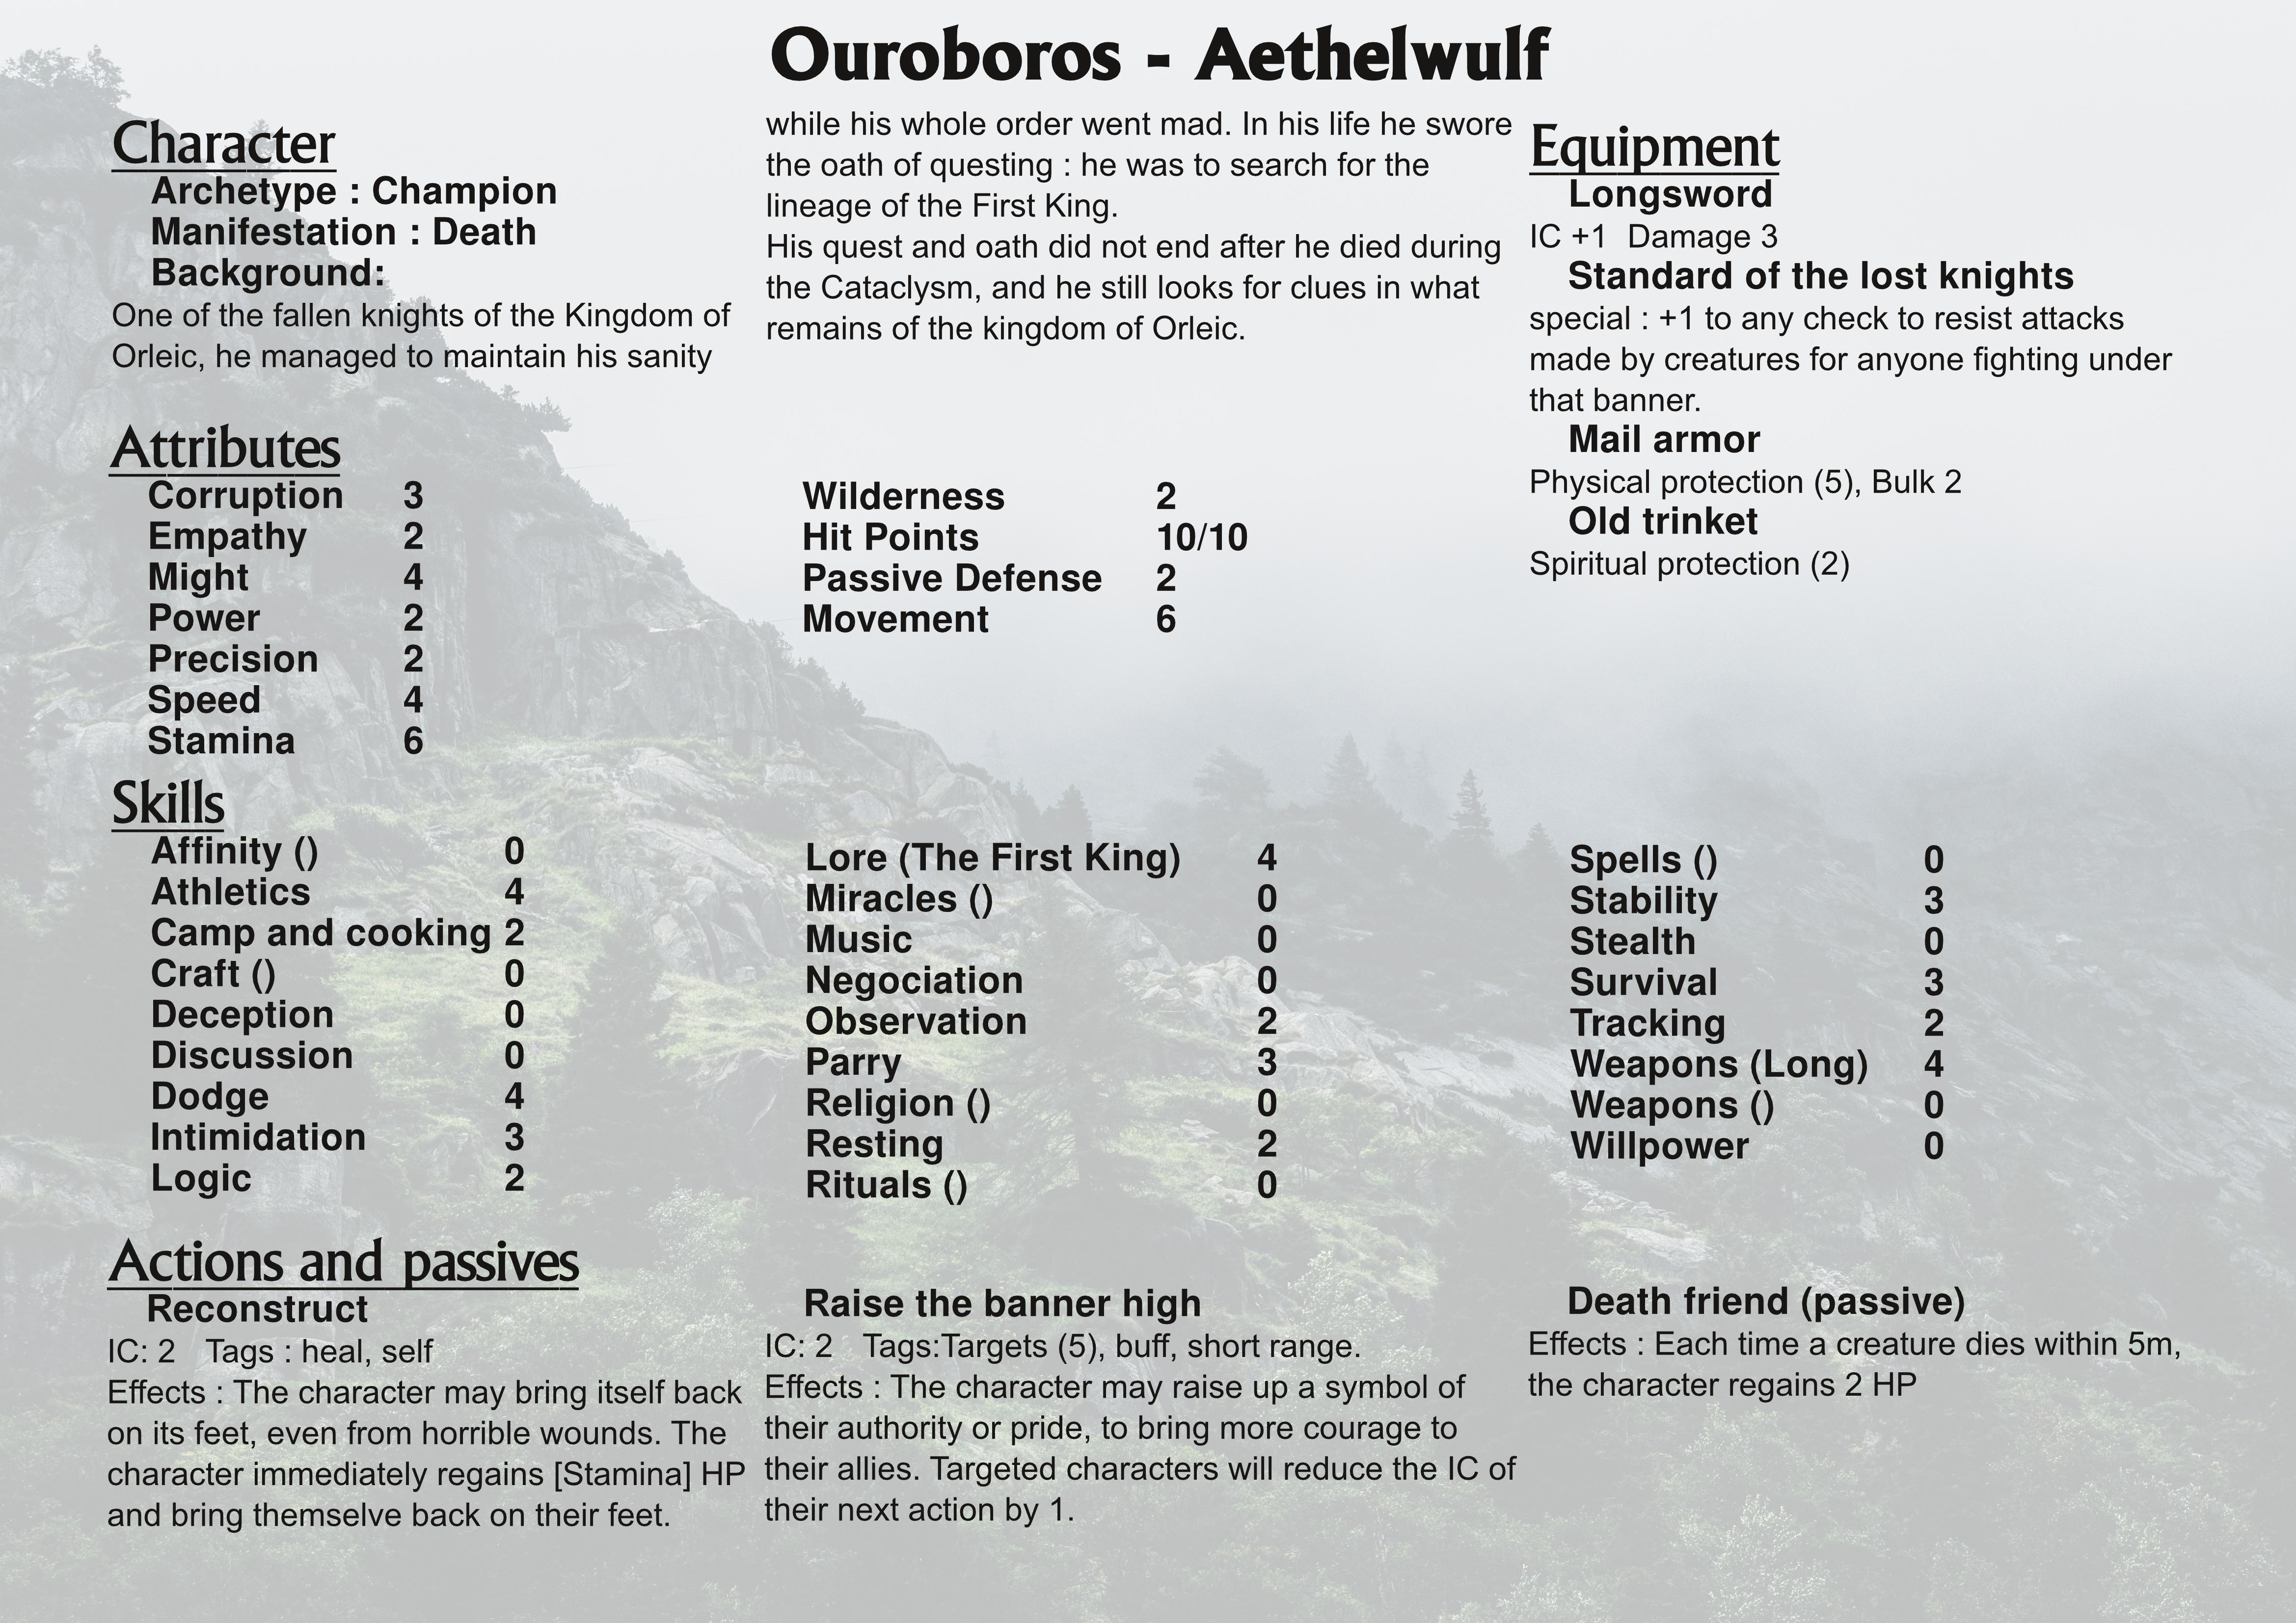 Ouroboros - Aethelwulf
Character
Archetype : Champion
Manifestation : Death
Background:
One of the fallen knights of the Kingdom of
Orleic, he managed to maintain his sanity
while his whole order went mad. In his life he swore
the oath of questing : he was to search for the
lineage of the First King.
His quest and oath did not end after he died during
the Cataclysm, and he still looks for clues in what
remains of the kingdom of Orleic.
Equipment
Longsword
IC +1 Damage 3
Standard of the lost knights
special : +1 to any check to resist attacks
made by creatures for anyone fighting under
that banner.
Mail armor
Physical protection (5), Bulk 2
Old trinket
Spiritual protection (2)
Attributes
Corruption 3
Empathy 2
Might 4
Power 2
Precision 2
Speed 4
Stamina 6
Wilderness 2
Hit Points 10/10
Passive Defense 2
Movement 6
Skills
Affinity () 0
Athletics 4
Camp and cooking 2
Craft () 0
Deception 0
Discussion 0
Dodge 4
Intimidation 3
Logic 2
Lore (The First King) 4
Miracles () 0
Music 0
Negociation 0
Observation 2
Parry 3
Religion () 0
Resting 2
Rituals () 0
Spells () 0
Stability 3
Stealth 0
Survival 3
Tracking 2
Weapons (Long) 4
Weapons () 0
Willpower 0
Actions and passives
Reconstruct
IC: 2 Tags : heal, self
Effects : The character may bring itself back
on its feet, even from horrible wounds. The
character immediately regains [Stamina] HP
and bring themselve back on their feet.
Raise the banner high
IC: 2 Tags:Targets (5), buff, short range.
Effects : The character may raise up a symbol of
their authority or pride, to bring more courage to
their allies. Targeted characters will reduce the IC of
their next action by 1.
Death friend (passive)
Effects : Each time a creature dies within 5m,
the character regains 2 HP